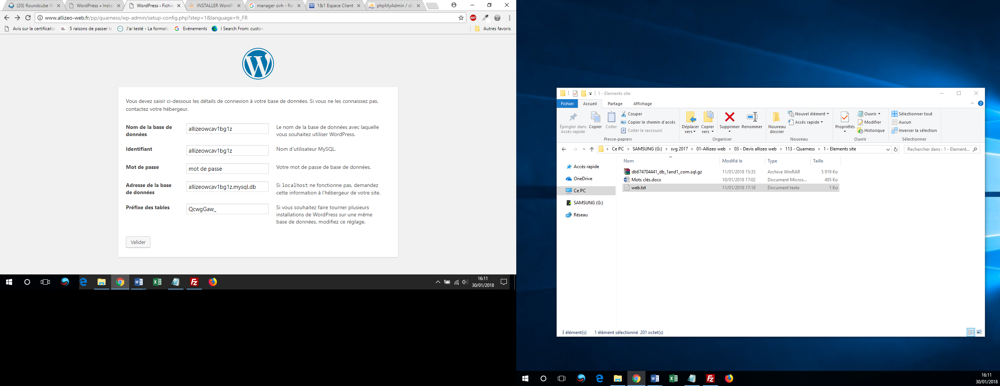 (20) Roundcube W
WordPress » Instal
WordPress › Fichie
INSTALLER WordP
manager ovh - Re
1&1 Espace Client
phpMyAdmin / db
www.allizeo-web.fr/pp/quarness/wp-admin/setup-config.php?step=1&language=fr_FR
ABP
Avis sur la certificatio
5 raisons de passer la
J'ai testé - La formati
Evénements
I Search From: custor
Autres favoris
Vous devez saisir ci-dessous les détails de connexion à votre base de données. Si vous ne les connaissez pas,
contactez votre hébergeur.
Nom de la base de
données
allizeowcav1bg1z
Le nom de la base de données avec laquelle
vous souhaitez utiliser WordPress.
Identifiant
allizeowcav1bg1z
Nom d'utilisateur MySQL.
Mot de passe
mot de passe
Votre mot de passe de base de données.
Adresse de la base
de données
allizeowcav1bg1z.mysql.db
Si localhost ne fonctionne pas, demandez
cette information à l'hébergeur de votre site.
Préfixe des tables
QcwgGaw_
Si vous souhaitez faire tourner plusieurs
installations de WordPress sur une même
base de données, modifiez ce réglage.
Valider
16:11
30/01/2018
1 - Elements site
Fichier
Accueil
Partage
Affichage
Épingler dans
Accès rapide
Copier
Coller
Couper
Copier le chemin d'accès
Coller le raccourci
Presse-papiers
Déplacer
vers
Copier
vers
Supprimer
Renommer
Organiser
Nouveau
dossier
Nouvel élément
Accès rapide
Nouveau
Propriétés
Ouvrir
Modifier
Historique
Ouvrir
Sélectionner tout
Aucun
Inverser la sélection
Sélectionner
Ce PC > SAMSUNG (G:) > svg 2017 > 01-Allizeo web > 03 - Devis allizeo web > 113 - Quarness > 1 - Elements site
Rechercher dans : 1 - Element...
Nom
Modifié le
Type
Taille
Accès rapide
OneDrive
Ce PC
SAMSUNG (G:)
Réseau
db674704441_db_1and1_com.sql.gz
11/01/2018 15:35
Archive WinRAR
5 919 Ko
Mots clés.docx
10/01/2018 17:02
Document Micros...
495 Ko
web.txt
11/01/2018 17:18
Document texte
1 Ko
3 élément(s)
1 élément sélectionné 201 octet(s)
16:11
30/01/2018